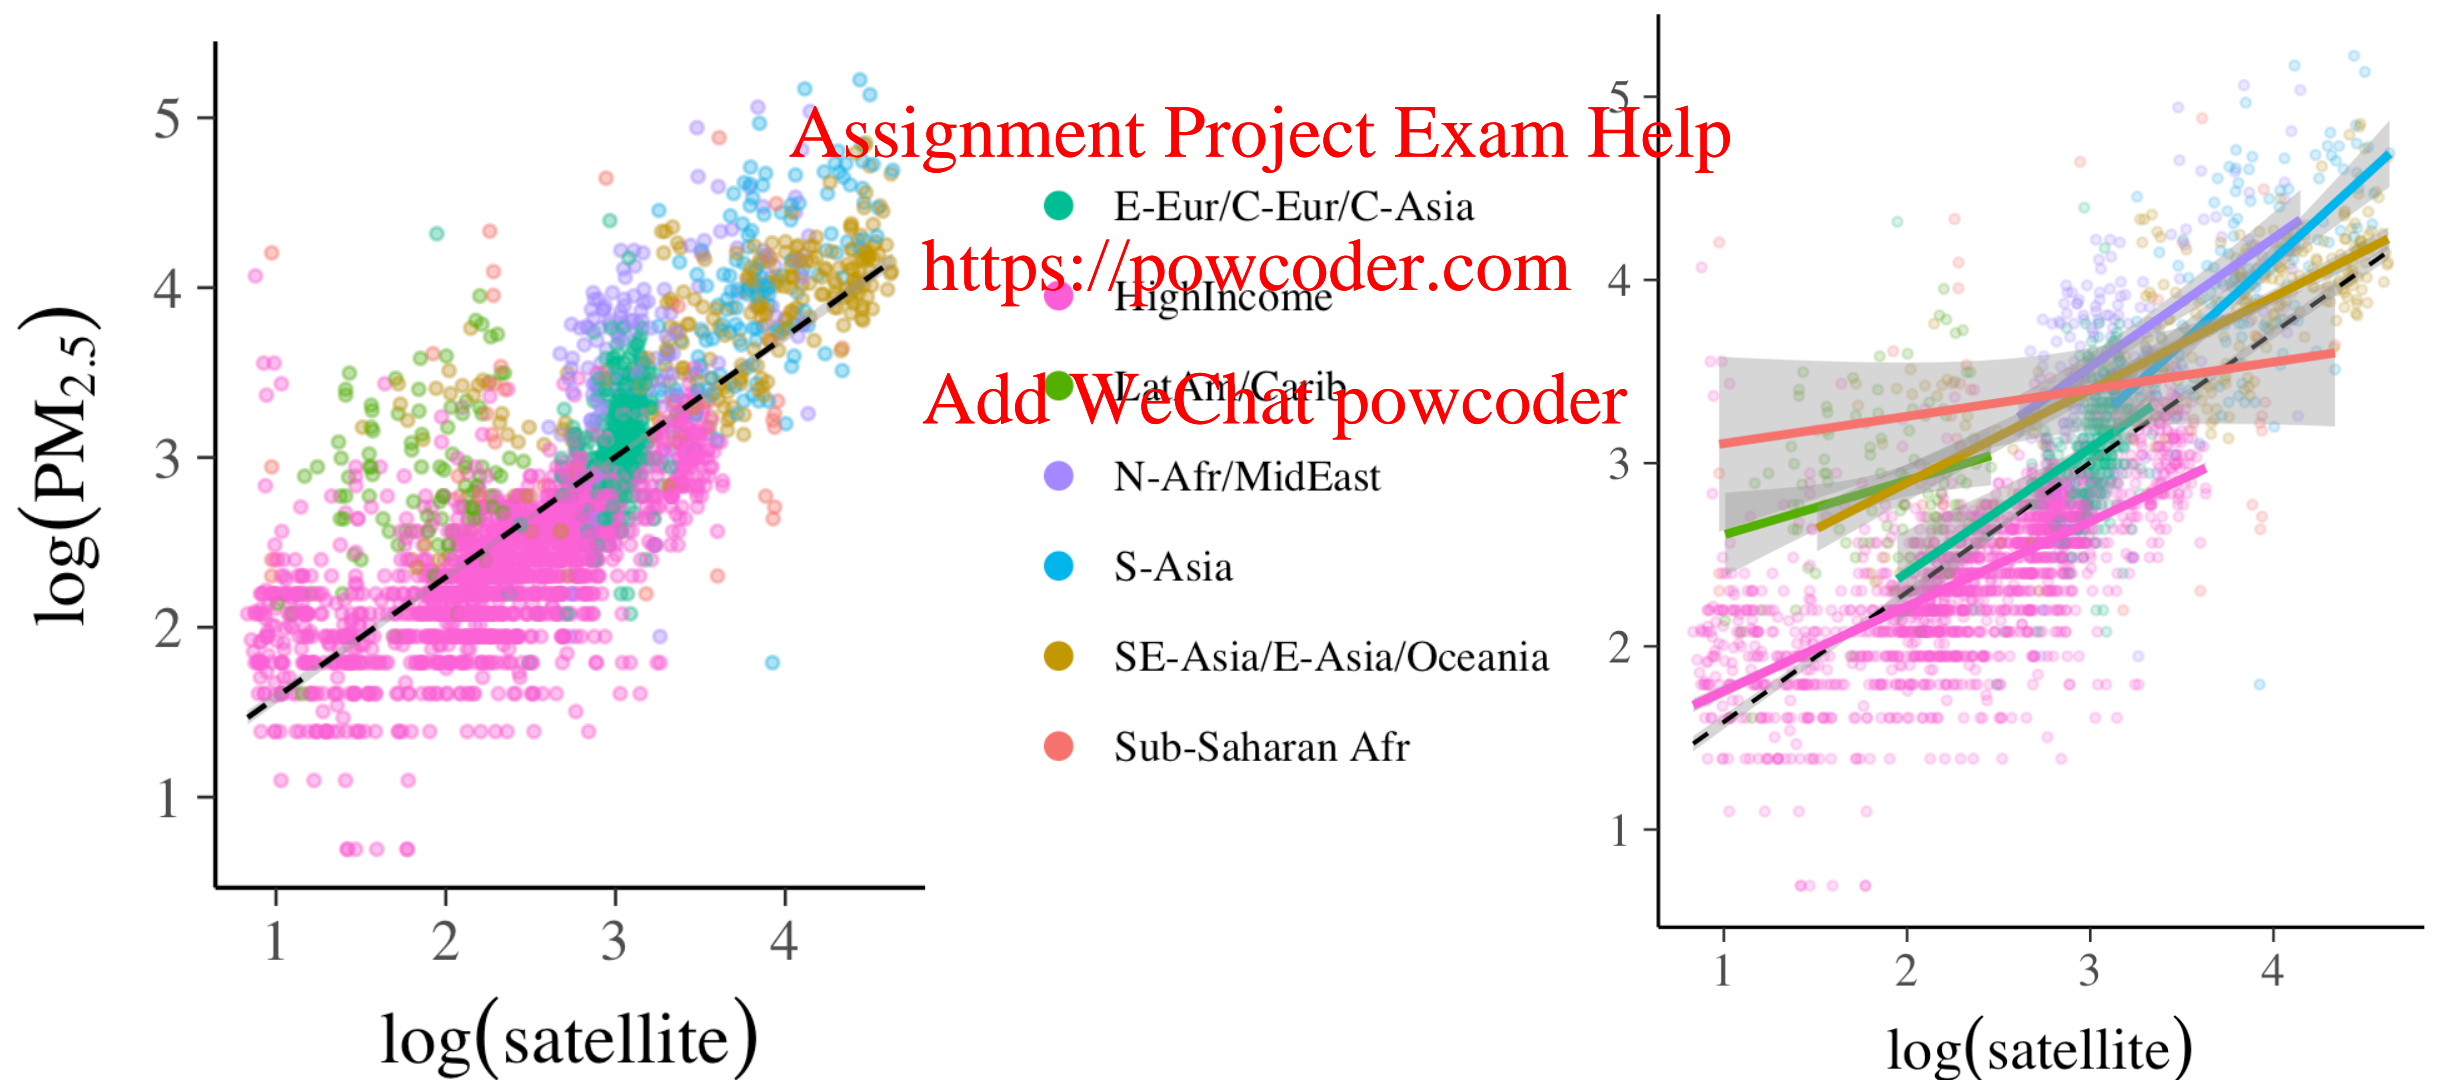 log(PM2.5)
5
4
3
2
1
1 2 3 4
log(satellite)
Assignment Project Exam Help
E-Eur/C-Eur/C-Asia
https://powcoder.com
HighIncome
LatAm/Carib
Add WeChat powcoder
N-Afr/MidEast
S-Asia
SE-Asia/E-Asia/Oceania
Sub-Saharan Afr
5
4
3
2
1
1 2 3 4
log(satellite)